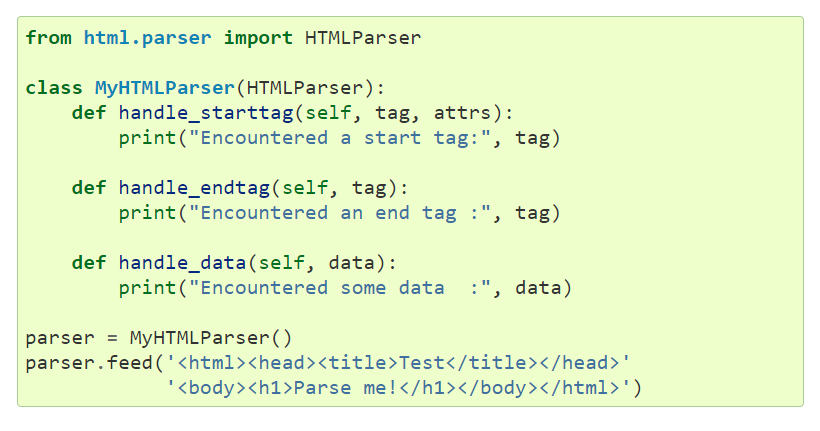 from html.parser import HTMLParser

class MyHTMLParser(HTMLParser):
    def handle_starttag(self, tag, attrs):
        print("Encountered a start tag:", tag)

    def handle_endtag(self, tag):
        print("Encountered an end tag :", tag)

    def handle_data(self, data):
        print("Encountered some data  :", data)

parser = MyHTMLParser()
parser.feed('<html><head><title>Test</title></head>'
            '<body><h1>Parse me!</h1></body></html>')